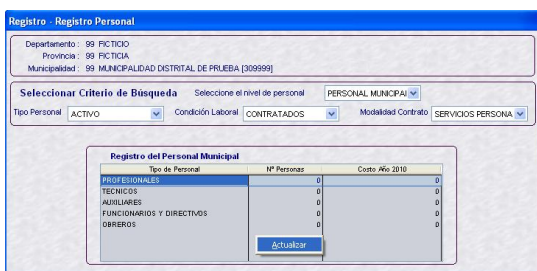 Registro - Registro Personal
Departamento : 99 FICTICIO
Provincia : 99 FICTICIA
Municipalidad : 99 MUNICIPALIDAD DISTRITAL DE PRUEBA [309999]
Seleccionar Criterio de Búsqueda Seleccione el nivel de personal PERSONAL MUNICIPAL
Tipo Personal ACTIVO Condición Laboral CONTRATADOS Modalidad Contrato SERVICIOS PERSONA
Registro del Personal Municipal
Tipo de Personal N° Personas Costo Año 2010
PROFESIONALES 0 0
TECNICOS 0 0
AUXILIARES 0 0
FUNCIONARIOS Y DIRECTIVOS 0 0
OBREROS 0 0
Actualizar